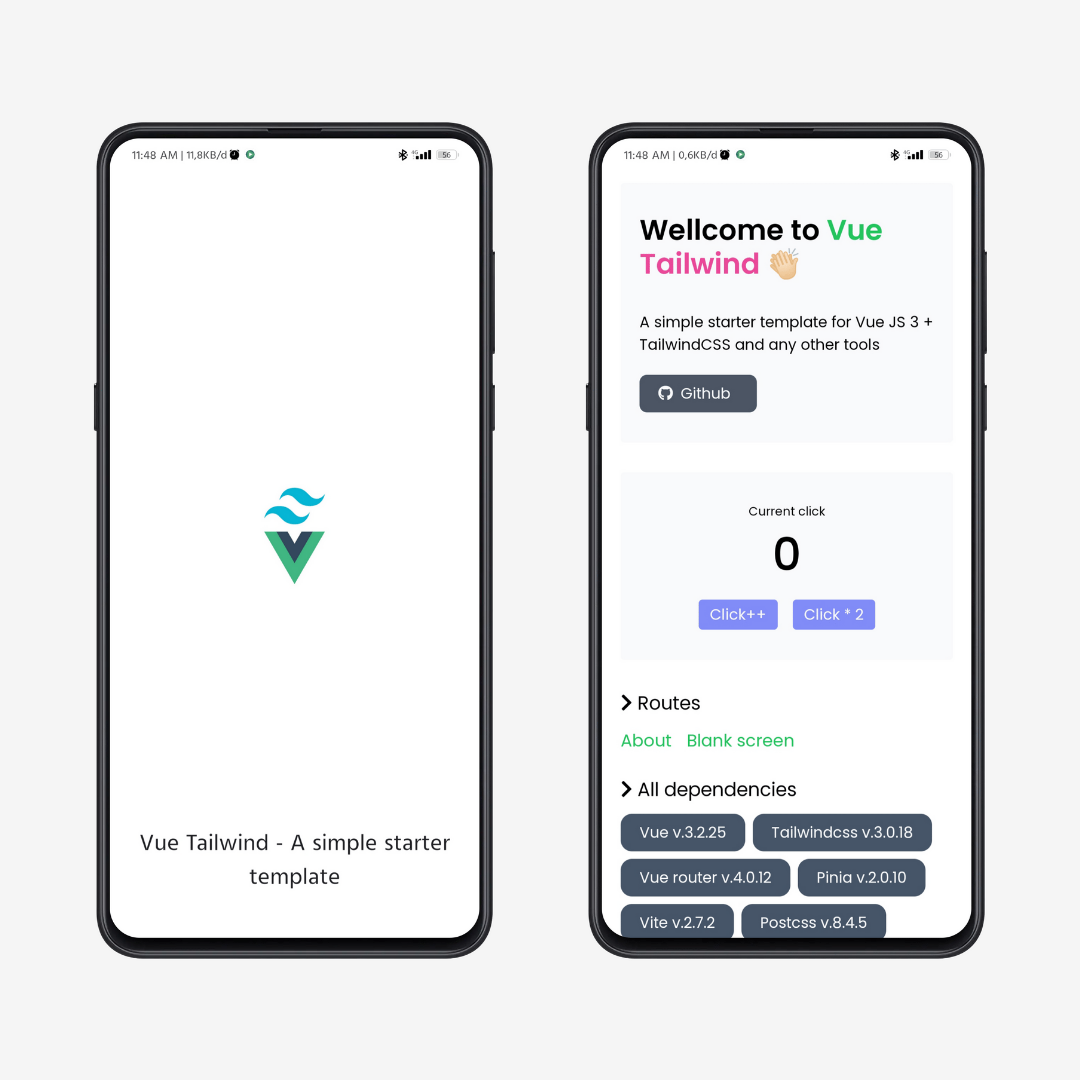 11:48 AM | 11,8KB/d
4G
56
Vue Tailwind - A simple starter
template
11:48 AM | 0,6KB/d
4G
56
Wellcome to Vue
Tailwind 👏🏻
A simple starter template for Vue JS 3 +
TailwindCSS and any other tools
Github
Current click
0
Click++ Click * 2
Routes
About Blank screen
All dependencies
Vue v.3.2.25 Tailwindcss v.3.0.18
Vue router v.4.0.12 Pinia v.2.0.10
Vite v.2.7.2 Postcss v.8.4.5